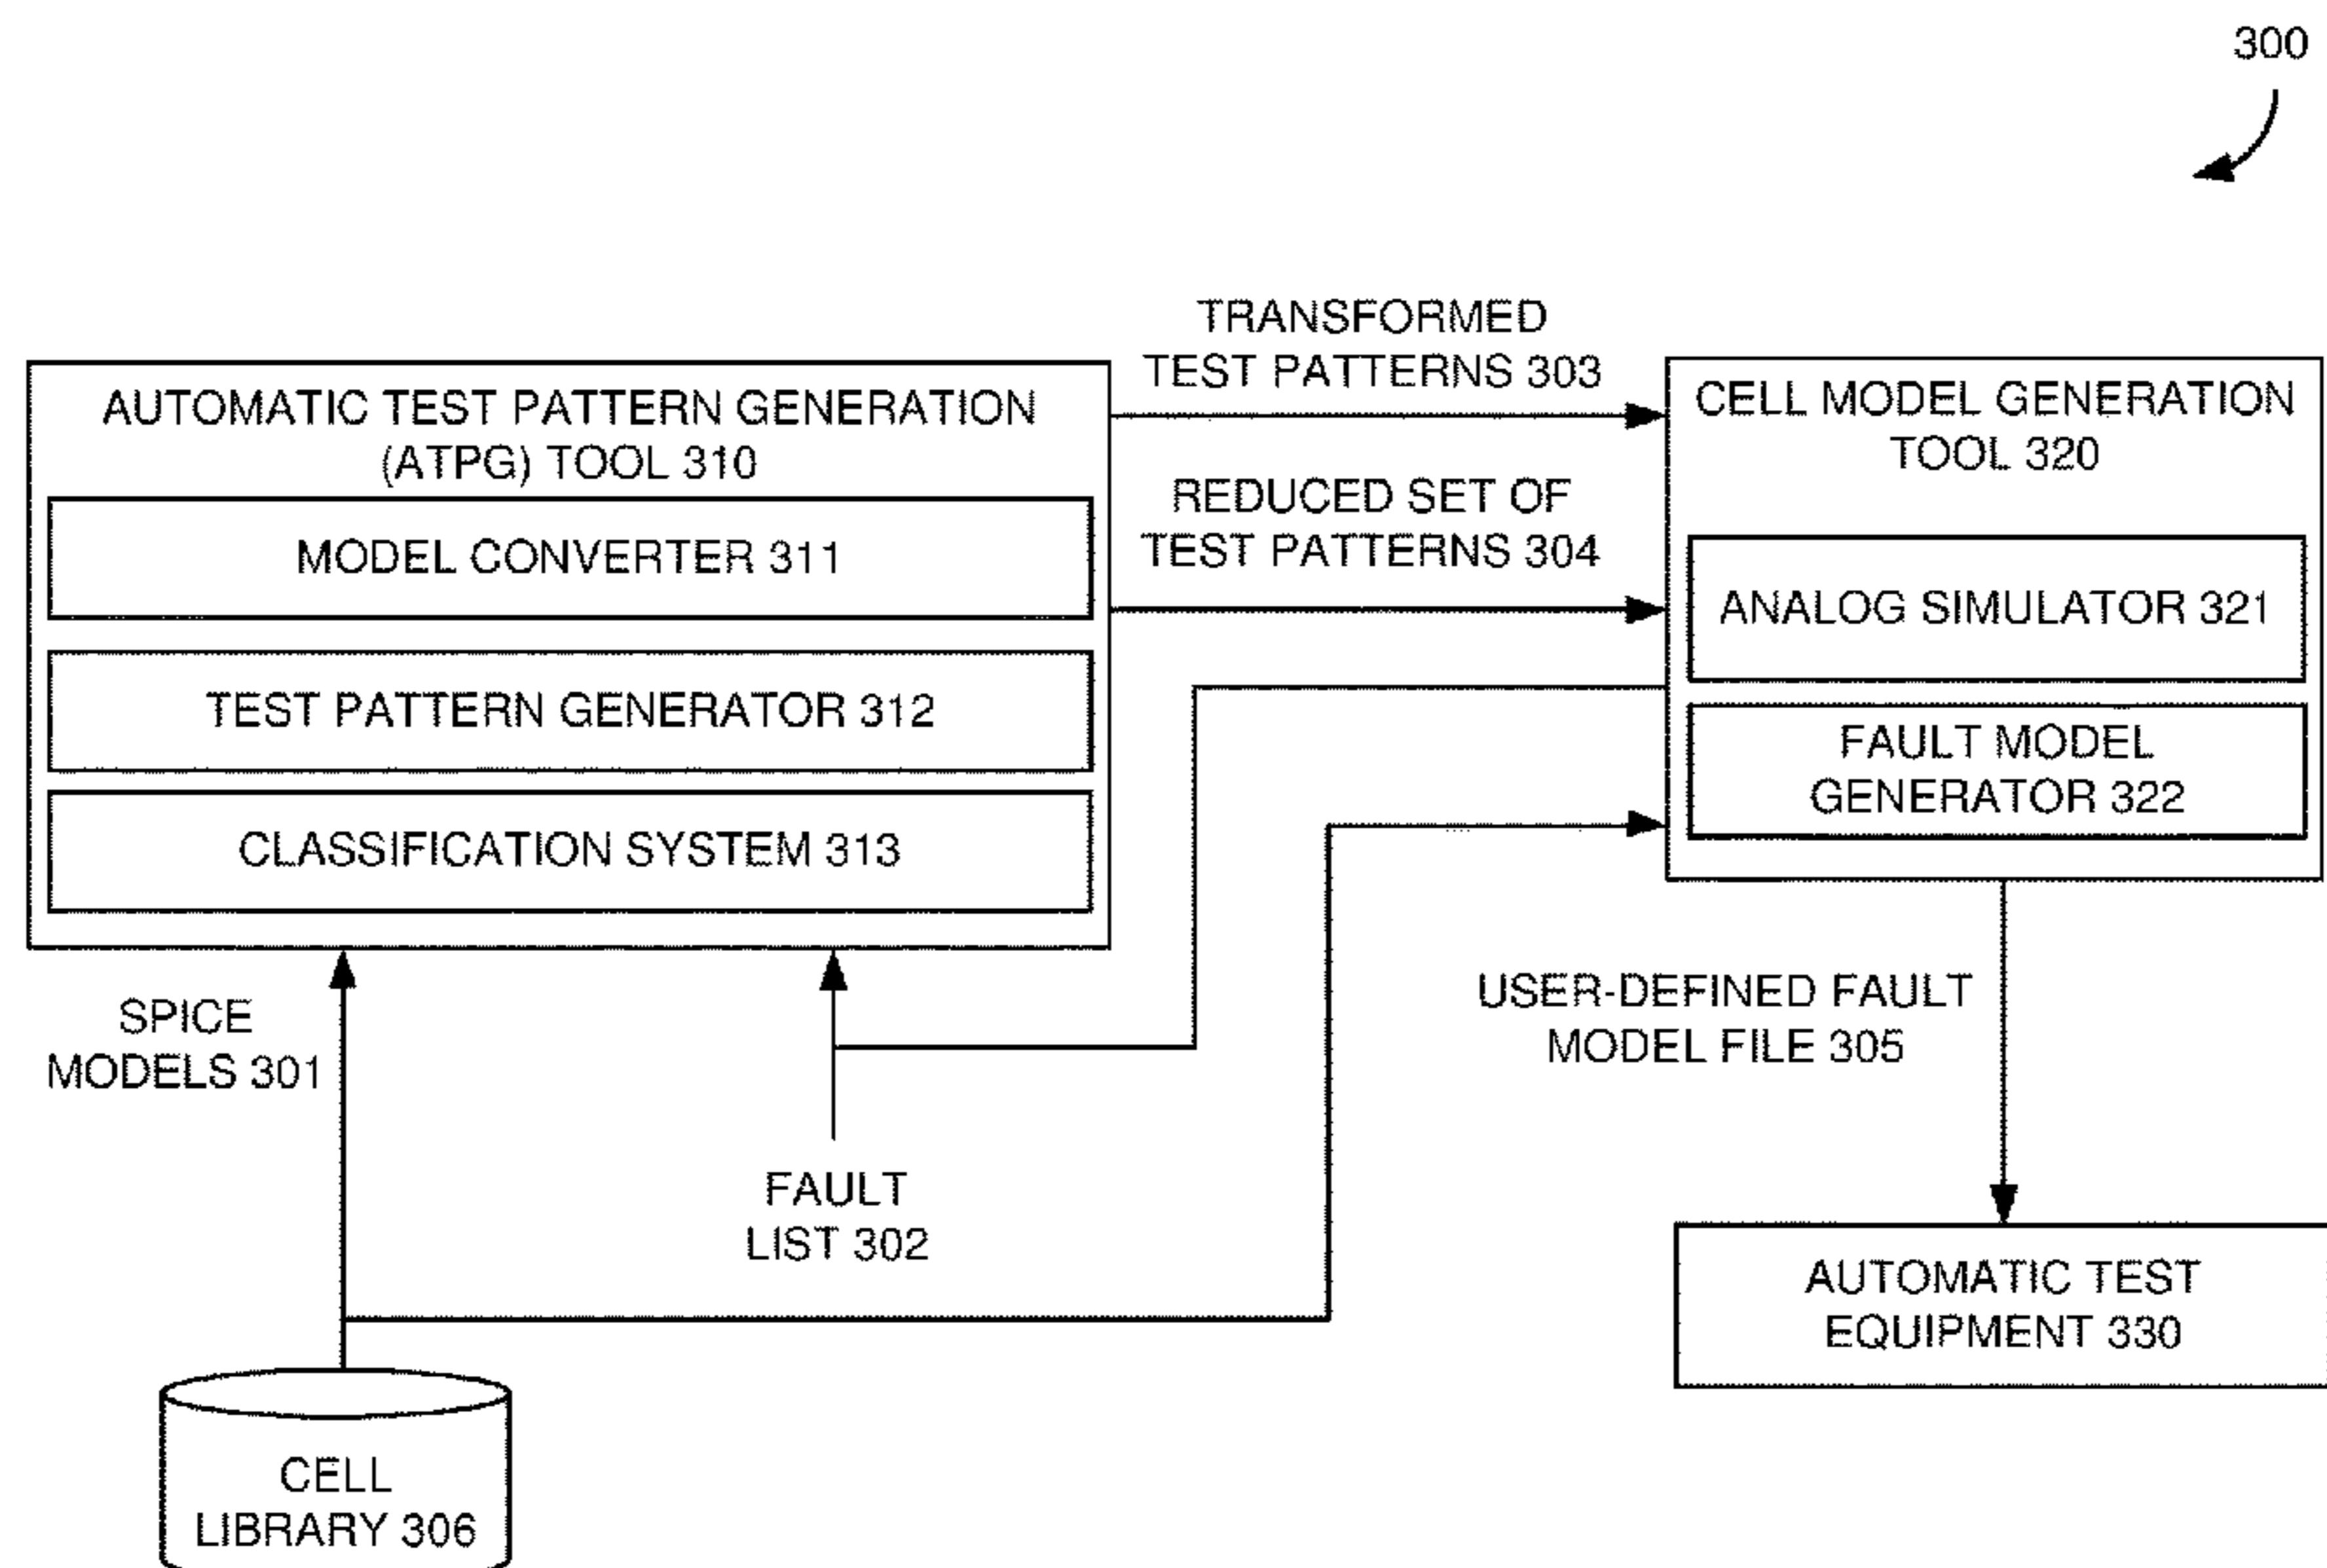 300
TRANSFORMED
TEST PATTERNS 303
AUTOMATIC TEST PATTERN GENERATION
(ATPG) TOOL 310
CELL MODEL GENERATION
TOOL 320
REDUCED SET OF
TEST PATTERNS 304
MODEL CONVERTER 311
ANALOG SIMULATOR 321
TEST PATTERN GENERATOR 312
FAULT MODEL
GENERATOR 322
CLASSIFICATION SYSTEM 313
SPICE
MODELS 301
USER-DEFINED FAULT
MODEL FILE 305
FAULT
LIST 302
AUTOMATIC TEST
EQUIPMENT 330
CELL
LIBRARY 306